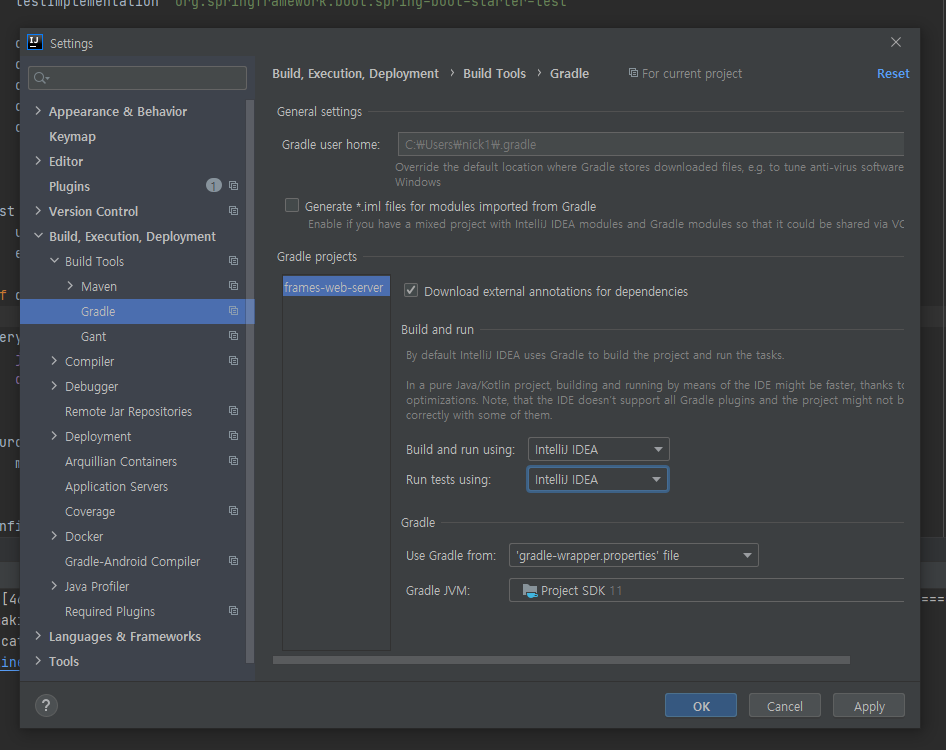 testImplementation 'org.springframework.boot:spring-boot-starter-test'
Settings
Build, Execution, Deployment › Build Tools › Gradle
For current project
Reset
Appearance & Behavior
Keymap
Editor
Plugins
1
Version Control
Build, Execution, Deployment
Build Tools
Maven
Gradle
Gant
Compiler
Debugger
Remote Jar Repositories
Deployment
Arquillian Containers
Application Servers
Coverage
Docker
Gradle-Android Compiler
Java Profiler
Required Plugins
Languages & Frameworks
Tools
General settings
Gradle user home:
C:₩Users₩nick1₩.gradle
Override the default location where Gradle stores downloaded files, e.g. to tune anti-virus software
Windows
Generate *.iml files for modules imported from Gradle
Enable if you have a mixed project with IntelliJ IDEA modules and Gradle modules so that it could be shared via VC
Gradle projects
frames-web-server
Download external annotations for dependencies
Build and run
By default IntelliJ IDEA uses Gradle to build the project and run the tasks.
In a pure Java/Kotlin project, building and running by means of the IDE might be faster, thanks to
optimizations. Note, that the IDE doesn't support all Gradle plugins and the project might not b
correctly with some of them.
Build and run using:
IntelliJ IDEA
Run tests using:
IntelliJ IDEA
Gradle
Use Gradle from:
'gradle-wrapper.properties' file
Gradle JVM:
Project SDK 11
?
OK
Cancel
Apply